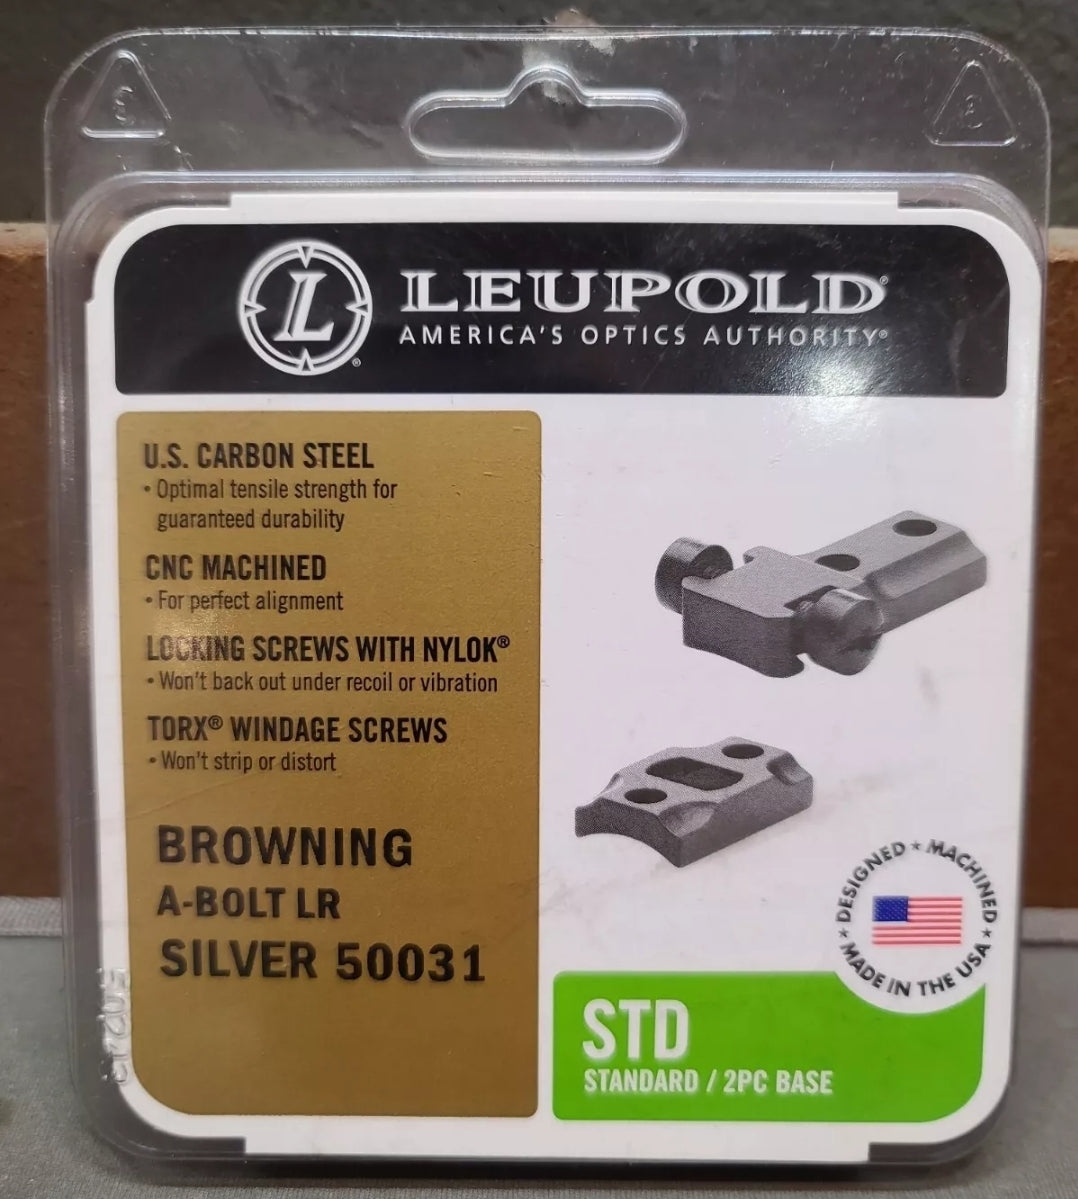 LEUPOLD®
AMERICA'S OPTICS AUTHORITY®
L®
U.S. CARBON STEEL
• Optimal tensile strength for
guaranteed durability
CNC MACHINED
• For perfect alignment
LOCKING SCREWS WITH NYLOK®
• Won't back out under recoil or vibration
TORX® WINDAGE SCREWS
• Won't strip or distort
BROWNING
A-BOLT LR
SILVER 50031
DESIGNED ★ MACHINED ★ MADE IN THE USA ★
STD
STANDARD / 2PC BASE